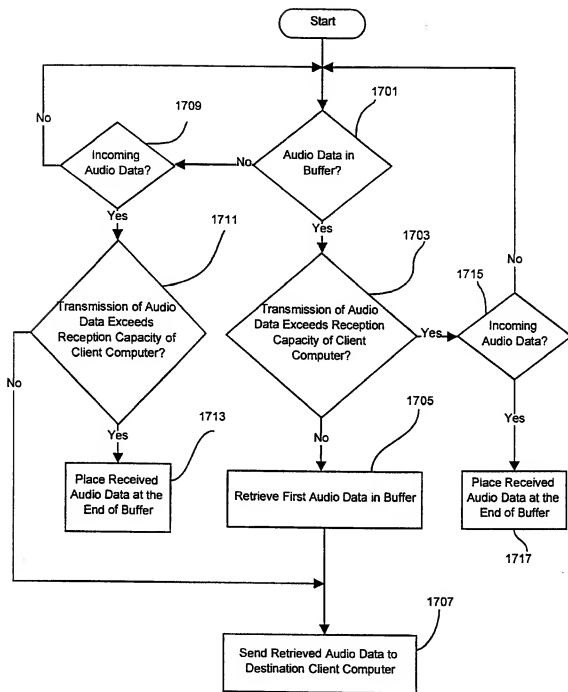 Start
1701
1709
No
Incoming
Audio Data?
No
Audio Data in
Buffer?
Yes
Yes
1711
1703
No
1715
Transmission of Audio
Data Exceeds
Reception Capacity of
Client Computer?
Transmission of Audio
Data Exceeds Reception
Capacity of Client
Computer?
Yes
Incoming
Audio Data?
No
Yes
1713
No
1705
Yes
Place Received
Audio Data at the
End of Buffer
Retrieve First Audio Data in Buffer
Place Received
Audio Data at the
End of Buffer
1717
1707
Send Retrieved Audio Data to
Destination Client Computer